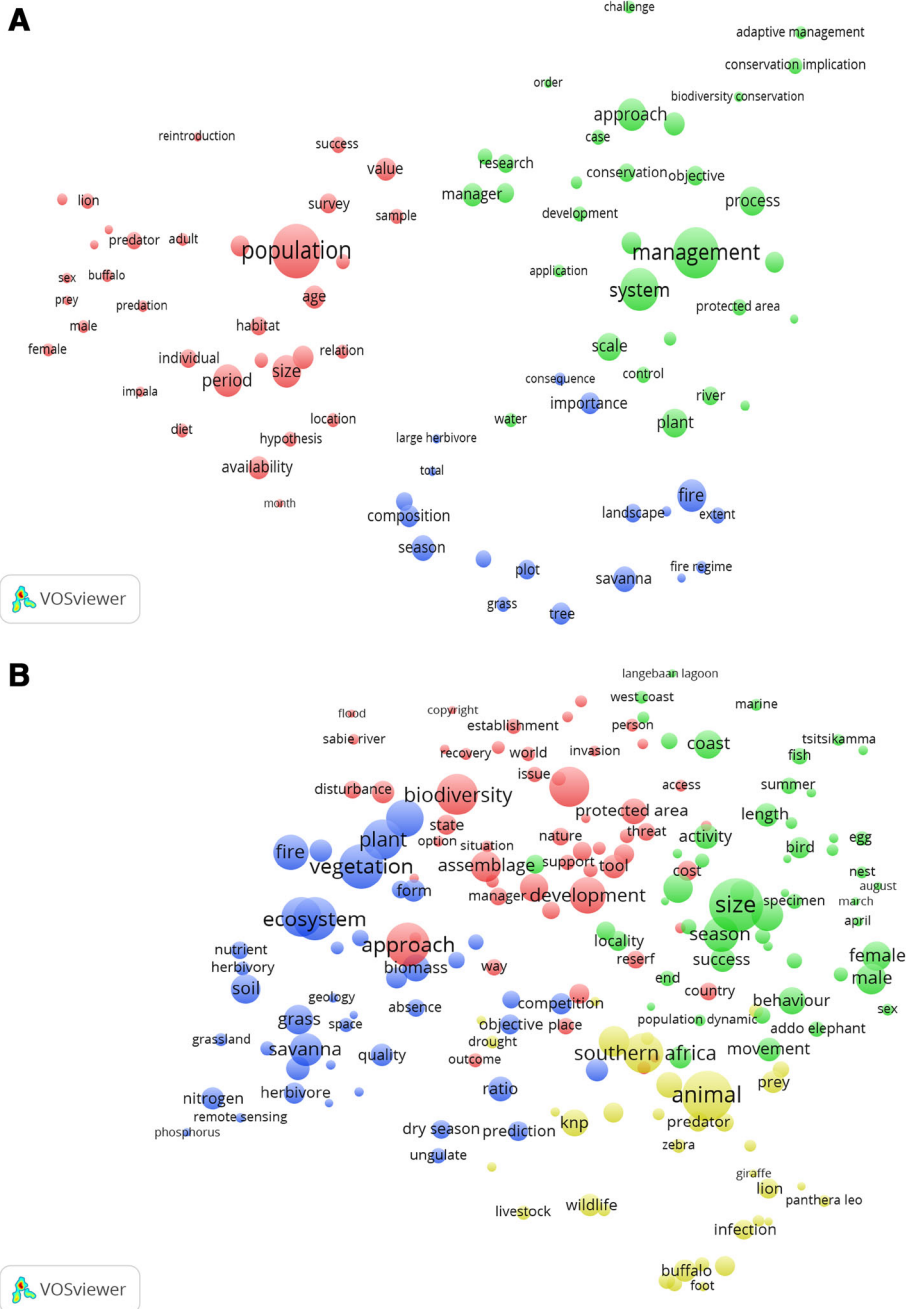 A
challenge
adaptive management
conservation implication
order
biodiversity conservation
approach
case
reintroduction
success
value
research
conservation
objective
manager
process
lion
survey
sample
development
predator
adult
population
management
sex
buffalo
application
system
prey
predation
age
protected area
male
habitat
female
individual
relation
scale
period
size
consequence
control
impala
importance
river
diet
location
water
plant
hypothesis
large herbivore
availability
total
month
fire
composition
landscape
extent
season
plot
savanna
fire regime
grass
tree
VOSviewer
B
langebaan lagoon
west coast
marine
flood
copyright
establishment
person
sabie river
recovery
world
invasion
coast
tsitsikamma
fish
issue
disturbance
biodiversity
access
summer
protected area
length
state
option
plant
nature
threat
activity
situation
bird
egg
fire
vegetation
assemblage
support
tool
cost
nest
form
manager
development
august
size
specimen
march
ecosystem
april
approach
season
locality
nutrient
success
female
herbivory
biomass
way
reserf
end
male
soil
country
geology
absence
competition
behaviour
sex
grass
space
objective
place
population dynamic
addo elephant
grassland
drought
savanna
quality
outcome
southern africa
movement
prey
nitrogen
herbivore
ratio
animal
remote sensing
knp
predator
phosphorus
dry season
prediction
zebra
ungulate
giraffe
lion
panthera leo
livestock
wildlife
infection
buffalo
foot
VOSviewer